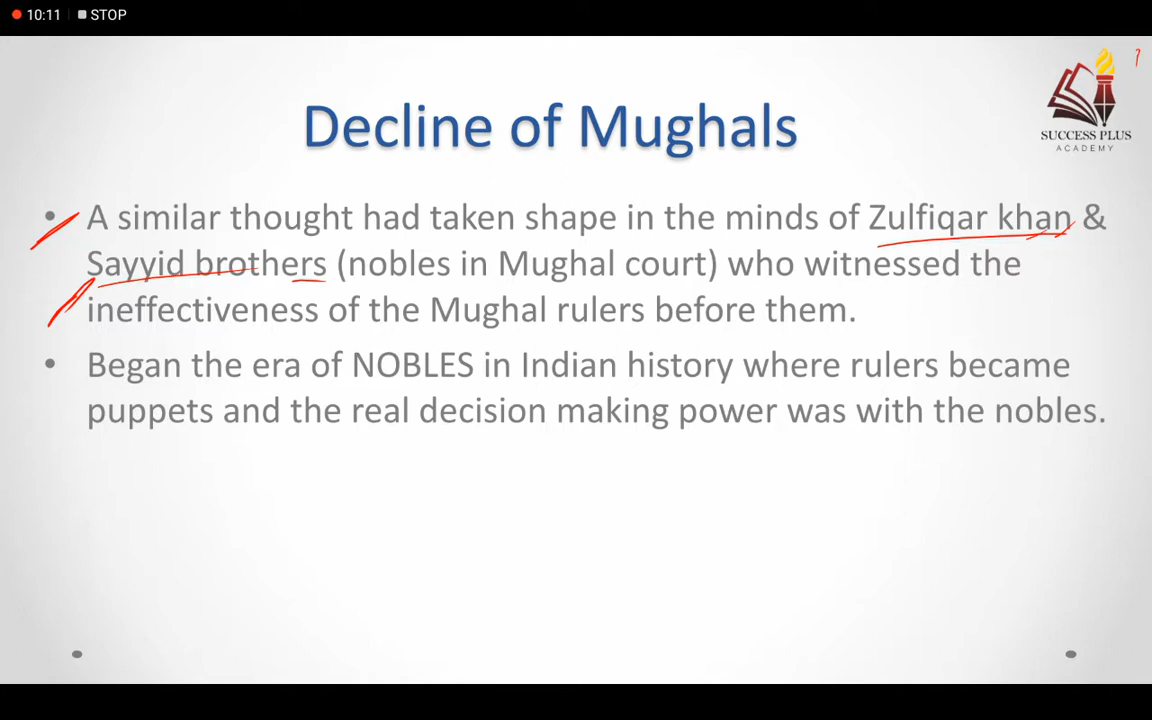 10:11 STOP
SUCCESS PLUS
ACADEMY
Decline of Mughals
• A similar thought had taken shape in the minds of Zulfiqar khan &
Sayyid brothers (nobles in Mughal court) who witnessed the
ineffectiveness of the Mughal rulers before them.
• Began the era of NOBLES in Indian history where rulers became
puppets and the real decision making power was with the nobles.